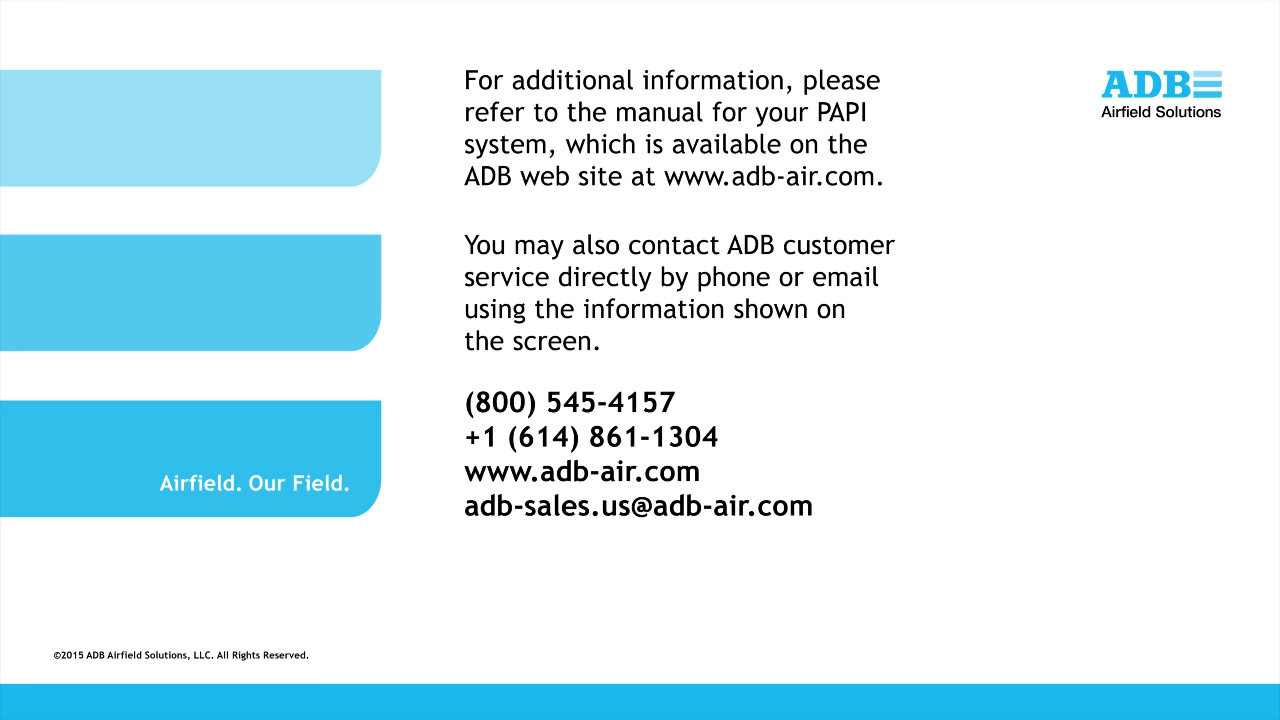 For additional information, please
refer to the manual for your PAPI
system, which is available on the
ADB web site at www.adb-air.com.
You may also contact ADB customer
service directly by phone or email
using the information shown on
the screen.
(800) 545-4157
+1 (614) 861-1304
www.adb-air.com
adb-sales.us@adb-air.com
ADB
Airfield Solutions
Airfield. Our Field.
©2015 ADB Airfield Solutions, LLC. All Rights Reserved.